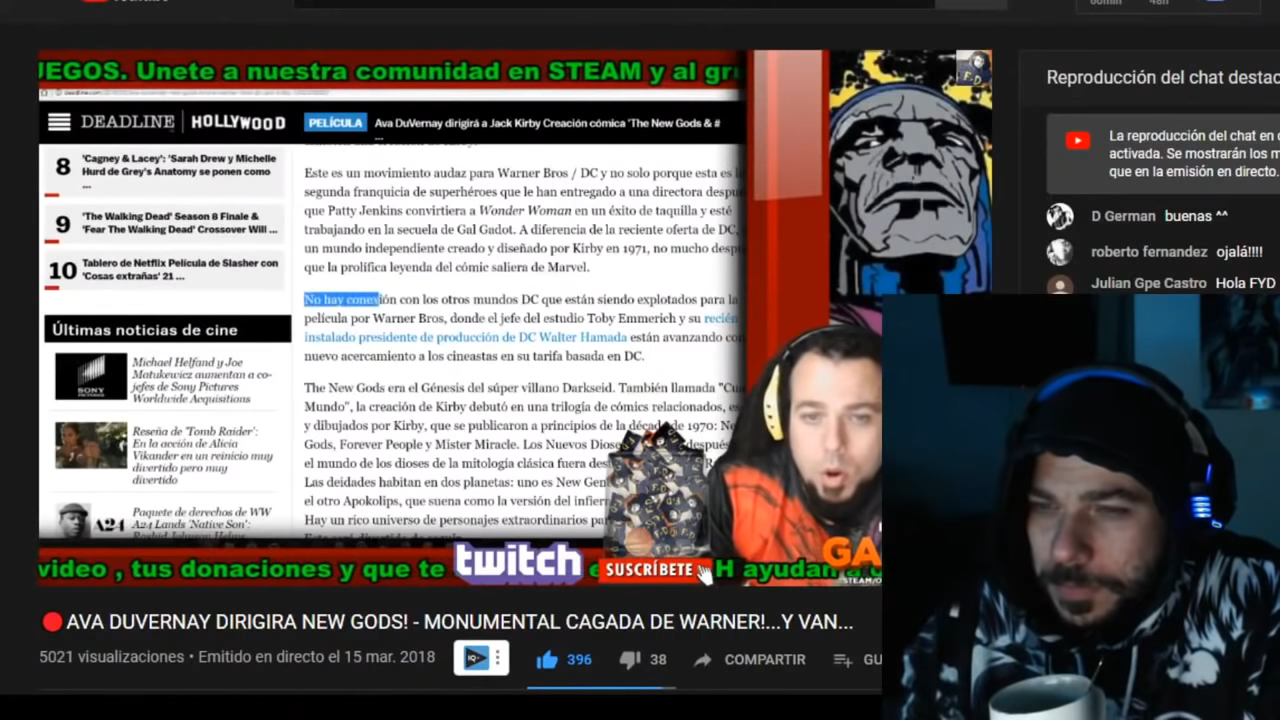 80min
48h
UEGOS. Unete a nuestra comunidad en STEAM y al gr
DEADLINE | HOLLYWOOD
PELÍCULA
Ava DuVernay dirigirá a Jack Kirby Creación cómica 'The New Gods & #
...
8
'Cagney & Lacey': 'Sarah Drew y Michelle
Hurd de Grey's Anatomy se ponen como
...
9
'The Walking Dead' Season 8 Finale &
'Fear The Walking Dead' Crossover Will ...
10
Tablero de Netflix Película de Slasher con
'Cosas extrañas' 21 ...
Últimas noticias de cine
SONY
PICTURES
Michael Helfand y Joe
Matukewicz aumentan a co-
jefes de Sony Pictures
Worldwide Acquisitions
Reseña de 'Tomb Raider':
En la acción de Alicia
Vikander en un reinicio muy
divertido pero muy
divertido
A24
Paquete de derechos de WW
A24 Lands 'Native Son':
Este es un movimiento audaz para Warner Bros / DC y no solo porque esta es l
segunda franquicia de superhéroes que le han entregado a una directora despu
que Patty Jenkins convirtiera a Wonder Woman en un éxito de taquilla y esté
trabajando en la secuela de Gal Gadot. A diferencia de la reciente oferta de DC,
un mundo independiente creado y diseñado por Kirby en 1971, no mucho desp
que la prolífica leyenda del cómic saliera de Marvel.
No hay conexión con los otros mundos DC que están siendo explotados para la
película por Warner Bros, donde el jefe del estudio Toby Emmerich y su recién
instalado presidente de producción de DC Walter Hamada están avanzando con
nuevo acercamiento a los cineastas en su tarifa basada en DC.
The New Gods era el Génesis del súper villano Darkseid. También llamada "Cu
Mundo", la creación de Kirby debutó en una trilogía de cómics relacionados, es
y dibujados por Kirby, que se publicaron a principios de la década de 1970: Ne
Gods, Forever People y Mister Miracle. Los Nuevos Diose después
el mundo de los dioses de la mitología clásica fuera des R
Las deidades habitan en dos planetas: uno es New Gen
el otro Apokolips, que suena como la versión del infier
Hay un rico universo de personajes extraordinarios par
video , tus donaciones y que te
twitch
SUSCRÍBETE
H ayudan a
GA
STEAM/O
AVA DUVERNAY DIRIGIRA NEW GODS! - MONUMENTAL CAGADA DE WARNER!...Y VAN...
5021 visualizaciones • Emitido en directo el 15 mar. 2018
IQ
396
38
COMPARTIR
GU
Reproducción del chat destac
La reproducción del chat en
activada. Se mostrarán los m
que en la emisión en directo.
D German buenas ^^
roberto fernandez ojalá!!!!
Julian Gpe Castro Hola FYD